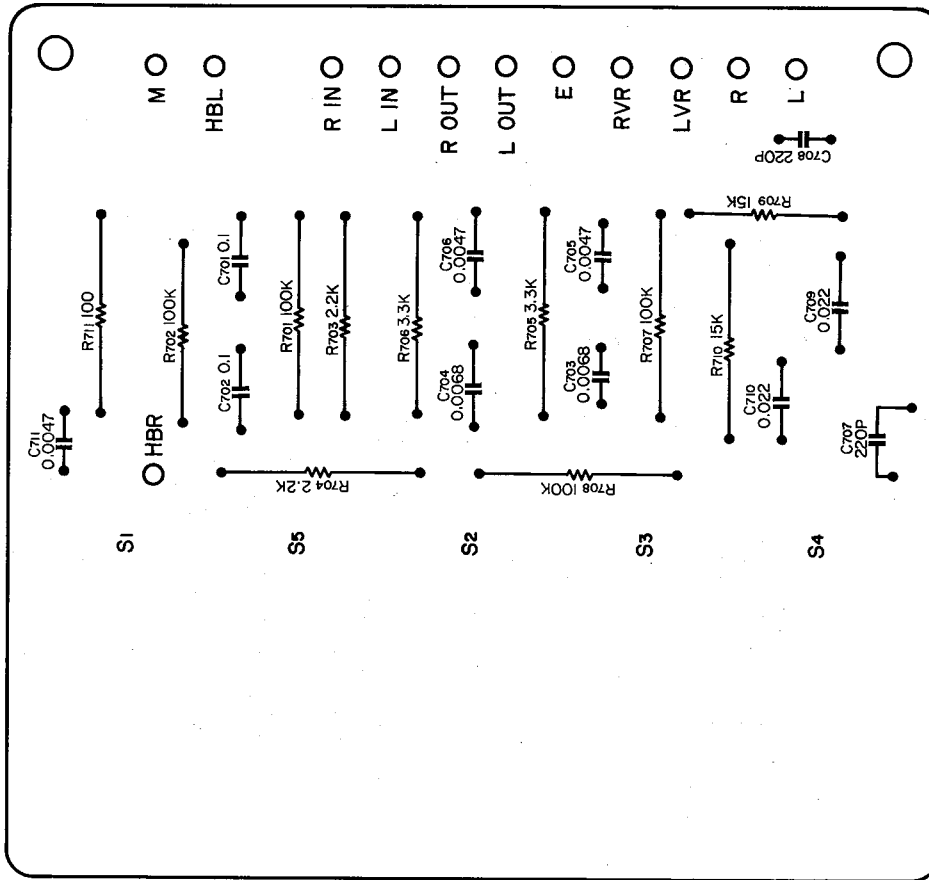 M
HBL
R IN
L IN
R OUT
L OUT
E
RVR
LVR
R
L
C708 220P
R709 15K
R711 100
R702 100K
C701 0.1
C702 0.1
R701 100K
R703 2.2K
R706 3.3K
C706
0.0047
C704
0.0068
R705 3.3K
C705
0.0047
C703
0.0068
R707 100K
R710 15K
C709
0.022
C710
0.022
C711
0.0047
HBR
R704 2.2K
R708 100K
C707
220P
S1
S5
S2
S3
S4